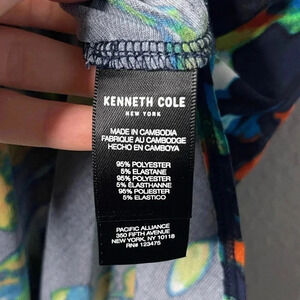 KENNETH COLE
NEW YORK
MADE IN CAMBODIA
FABRIQUE AU CAMBODGE
HECHO EN CAMBOYA
95% POLYESTER
5% ELASTANE
95% POLYESTER
5% ÉLASTHANNE
95% POLIESTER
5% ELASTICO
PACIFIC ALLIANCE
350 FIFTH AVENUE
NEW YORK, NY 10118
RN# 123475